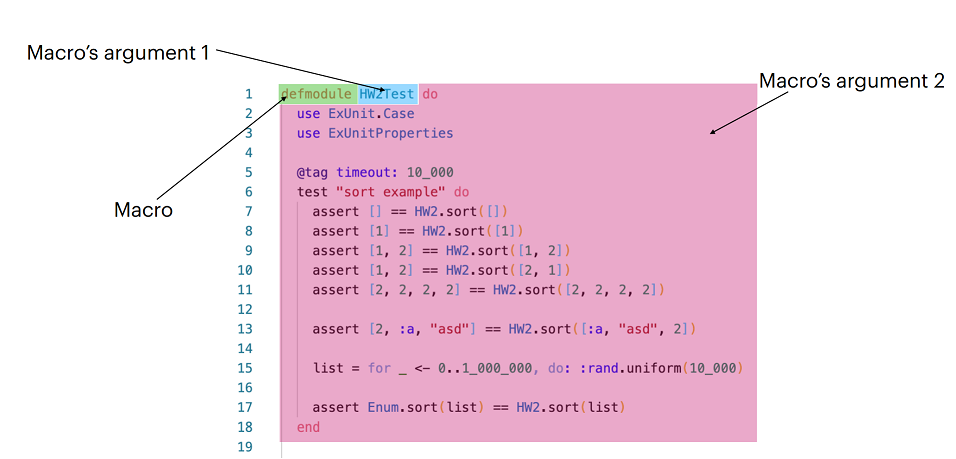 Macro's argument 1
Macro's argument 2
Macro
1 defmodule HW2Test do
2   use ExUnit.Case
3   use ExUnitProperties
4
5   @tag timeout: 10_000
6   test "sort example" do
7     assert [] == HW2.sort([])
8     assert [1] == HW2.sort([1])
9     assert [1, 2] == HW2.sort([1, 2])
10     assert [1, 2] == HW2.sort([2, 1])
11     assert [2, 2, 2, 2] == HW2.sort([2, 2, 2, 2])
12
13     assert [2, :a, "asd"] == HW2.sort([:a, "asd", 2])
14
15     list = for _ <- 0..1_000_000, do: :rand.uniform(10_000)
16
17     assert Enum.sort(list) == HW2.sort(list)
18   end
19